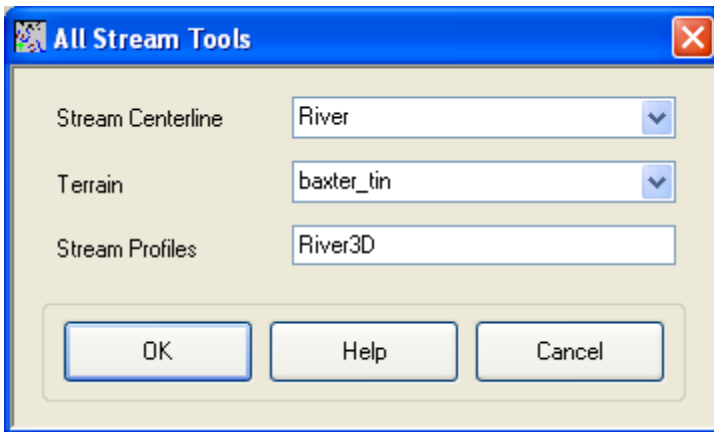 All Stream Tools
Stream Centerline River
Terrain baxter_tin
Stream Profiles River3D
OK Help Cancel